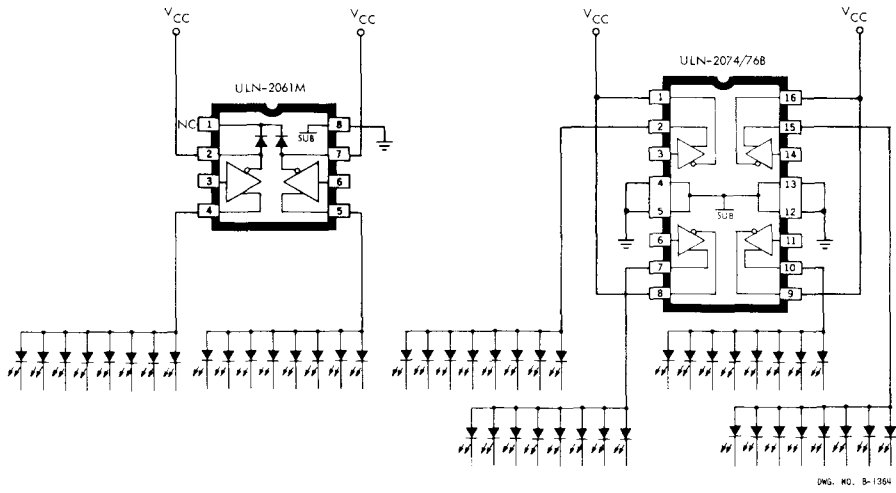 VCC
VCC
ULN-2061M
NC
1
8
SUB
2
7
3
6
4
5
VCC
VCC
ULN-2074/76B
1
16
2
15
3
14
4
13
SUB
5
12
6
11
7
10
8
9
DWG. NO. B-1364